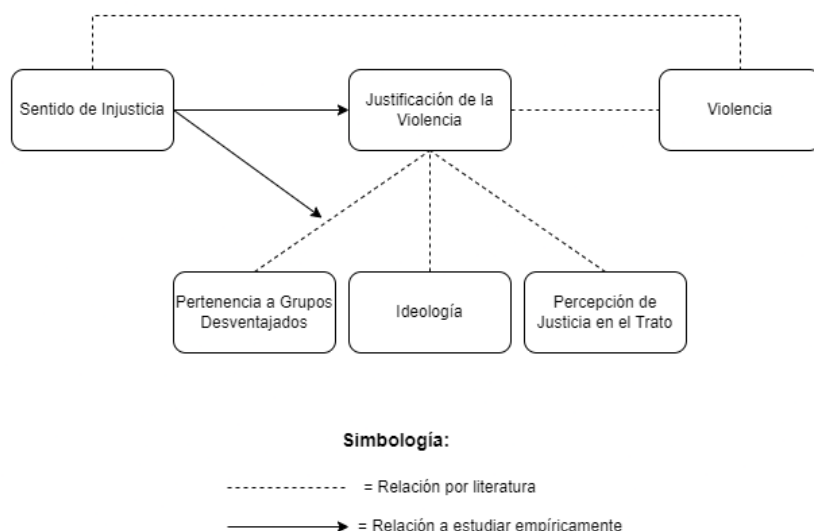 Sentido de Injusticia
Justificación de la
Violencia
Violencia
Pertenencia a Grupos
Desventajados
Ideología
Percepción de
Justicia en el Trato
Simbología:
= Relación por literatura
= Relación a estudiar empíricamente